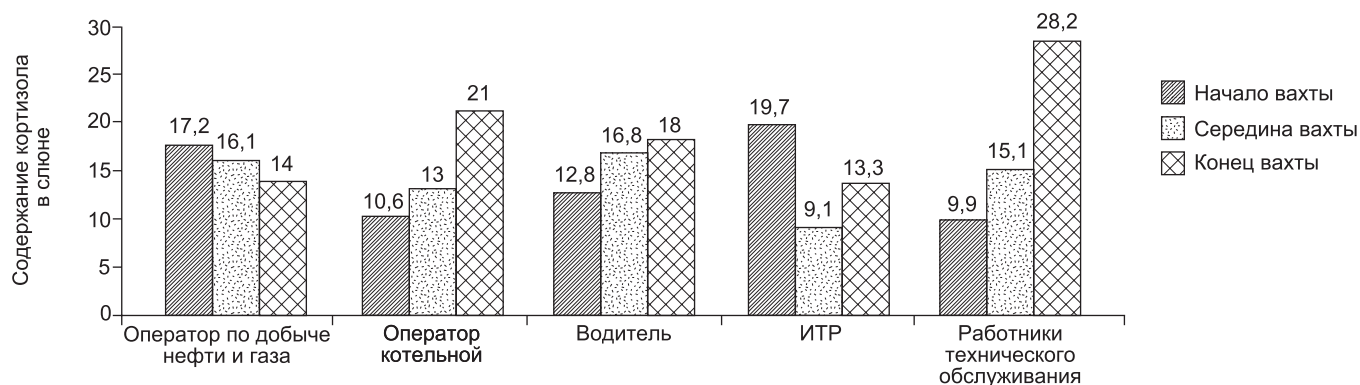 Содержание кортизола
в слюне
30
25
20
15
10
5
0
17,2
16,1
14
10,6
13
21
12,8
16,8
18
19,7
9,1
13,3
9,9
15,1
28,2
Оператор по добыче
нефти и газа
Оператор
котельной
Водитель
ИТР
Работники
технического
обслуживания
Начало вахты
Середина вахты
Конец вахты